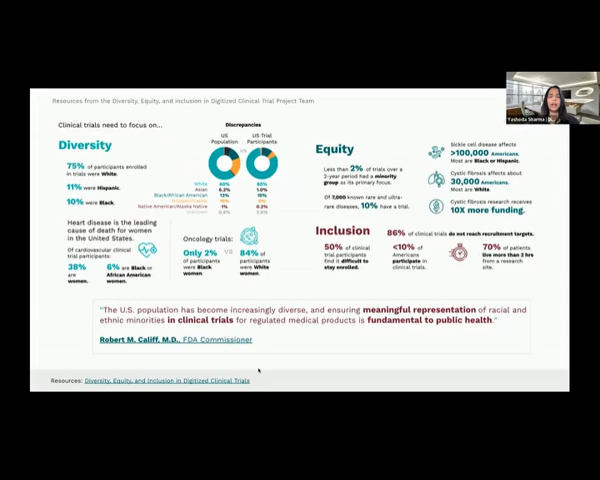 Resources from the Diversity, Equity, and Inclusion in Digitized Clinical Trial Project Team
Yashoda Sharma
Clinical trials need to focus on...
Diversity
75% of participants enrolled
in trials were White.
11% were Hispanic.
10% were Black.
Discrepancies
US
Population
VS
US Trial
Participants
White 60%
Asian
Black/African American
Native American/Alaska Native 1%
Unknown
Heart disease is the leading
cause of death for women
in the United States.
Of cardiovascular clinical
trial participants:
38%
are
women.
6% are Black or
African American
women.
Oncology trials:
Only 2%
of participants
were Black
women.
VS
84% of
participants
were White
women.
Equity
Less than 2% of trials over a
2-year period had a minority
group as its primary focus.
Of 7,000 known rare and ultra-
rare diseases, 10% have a trial.
Sickle cell disease affects
>100,000 Americans.
Most are Black or Hispanic.
Cystic fibrosis affects about
30,000 Americans.
Most are White.
Cystic fibrosis research receives
10X more funding.
Inclusion
86% of clinical trials do not reach recruitment targets.
50% of clinical
trial participants
find it difficult to
stay enrolled.
<10% of
Americans
participate in
clinical trials.
70% of patients
live more than 2 hrs
from a research
site.
"The U.S. population has become increasingly diverse, and ensuring meaningful representation of racial and
ethnic minorities in clinical trials for regulated medical products is fundamental to public health."
Robert M. Califf, M.D., FDA Commissioner
Resources: Diversity, Equity, and Inclusion in Digitized Clinical Trials